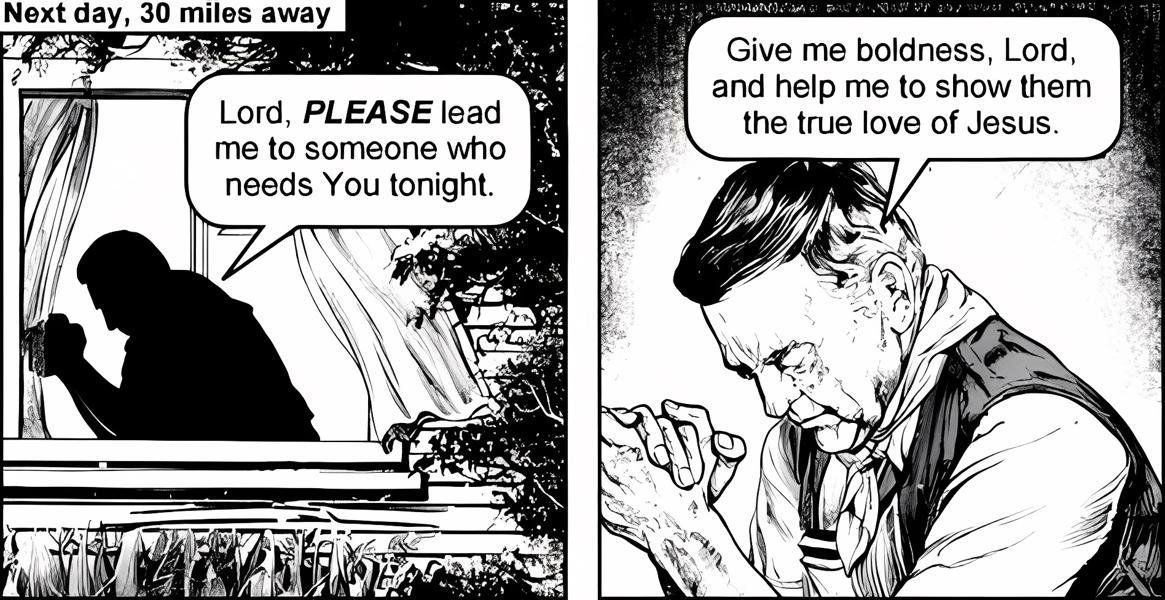 Next day, 30 miles away
Lord, PLEASE lead
me to someone who
needs You tonight.
Give me boldness, Lord,
and help me to show them
the true love of Jesus.